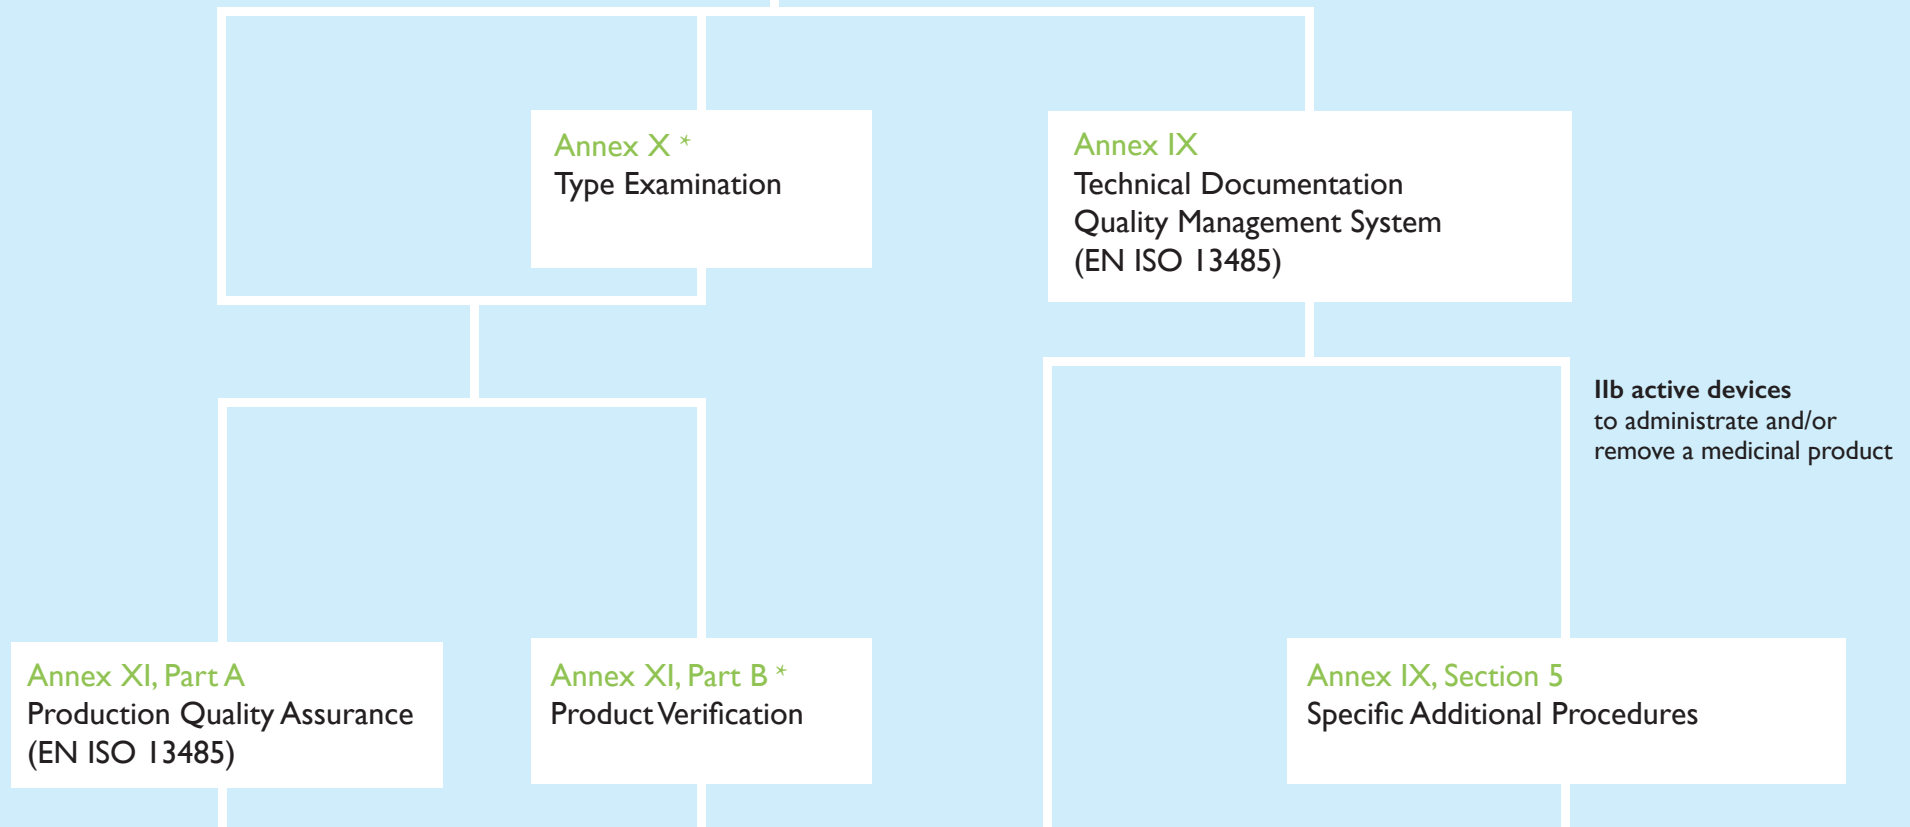 Annex X *
Type Examination
Annex IX
Technical Documentation
Quality Management System
(EN ISO 13485)
IIb active devices
to administrate and/or
remove a medicinal product
Annex XI, Part A
Production Quality Assurance
(EN ISO 13485)
Annex XI, Part B *
Product Verification
Annex IX, Section 5
Specific Additional Procedures